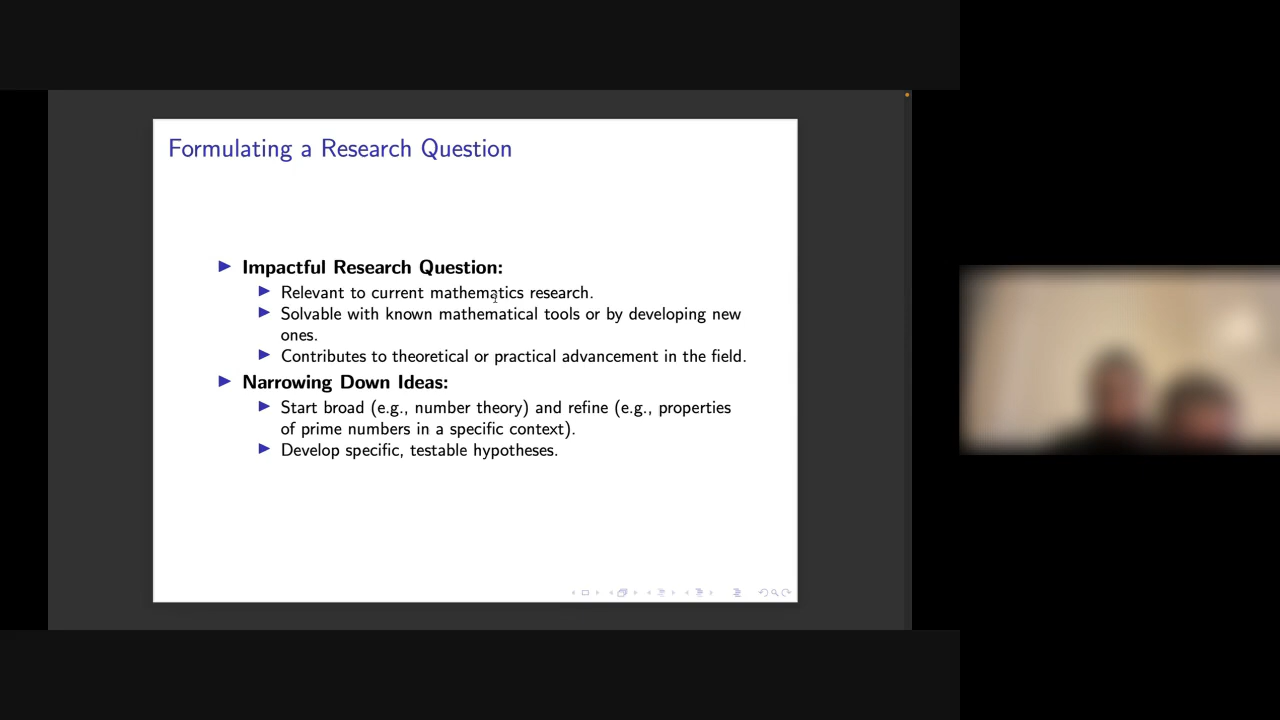 Formulating a Research Question
Impactful Research Question:
Relevant to current mathematics research.
Solvable with known mathematical tools or by developing new
ones.
Contributes to theoretical or practical advancement in the field.
Narrowing Down Ideas:
Start broad (e.g., number theory) and refine (e.g., properties
of prime numbers in a specific context).
Develop specific, testable hypotheses.